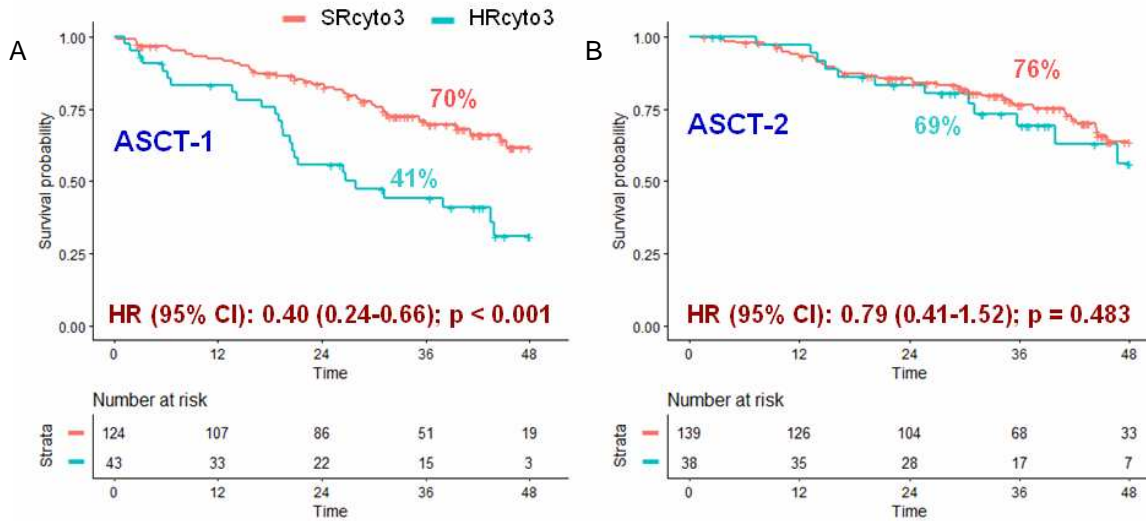 SRcyto3 HRcyto3
A
B
1.00
0.75
0.50
0.25
0.00
Survival probability
70%
ASCT-1
41%
HR (95% CI): 0.40 (0.24-0.66); p < 0.001
0 12 24 36 48
Time
Number at risk
Strata
124 107 86 51 19
43 33 22 15 3
0 12 24 36 48
Time
1.00
0.75
0.50
0.25
0.00
Survival probability
76%
ASCT-2
69%
HR (95% CI): 0.79 (0.41-1.52); p = 0.483
0 12 24 36 48
Time
Number at risk
Strata
139 126 104 68 33
38 35 28 17 7
0 12 24 36 48
Time